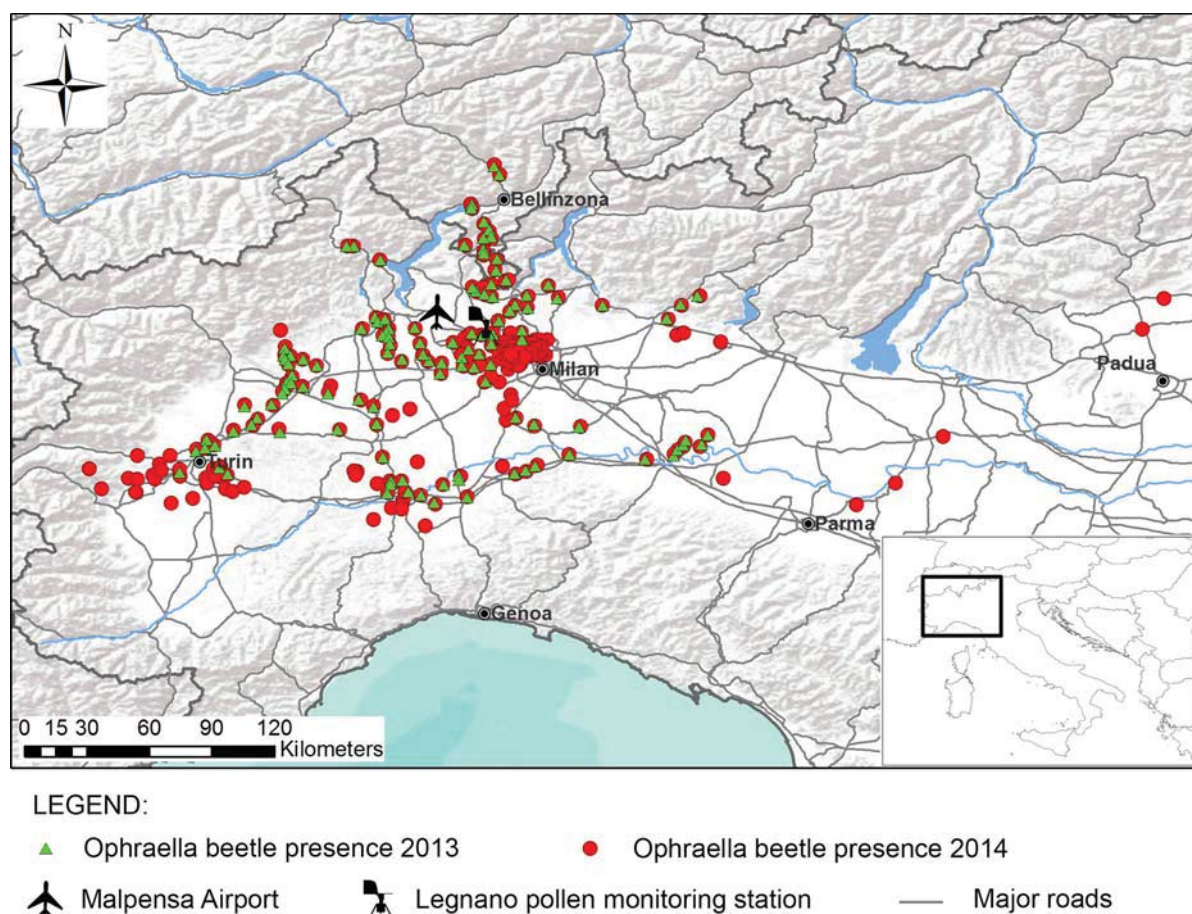 N
Bellinzona
Milan
Padua
Turin
Parma
Genoa
0 15 30 60 90 120
Kilometers
LEGEND:
Ophraella beetle presence 2013 Ophraella beetle presence 2014
Malpensa Airport Legnano pollen monitoring station Major roads